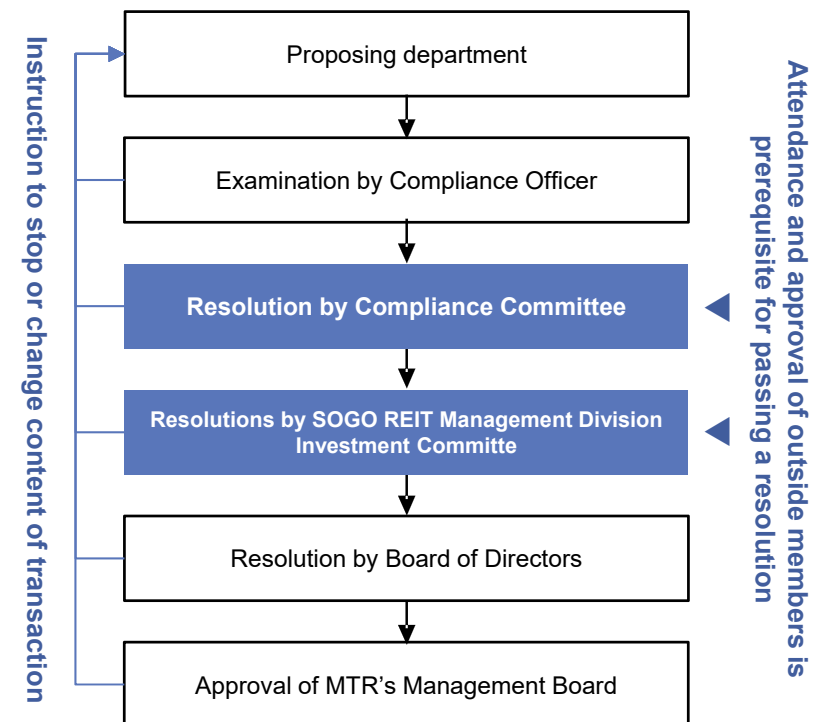 Instruction to stop or change content of transaction
Proposing department
Examination by Compliance Officer
Resolution by Compliance Committee
Resolutions by SOGO REIT Management Division
Investment Committe
Resolution by Board of Directors
Approval of MTR's Management Board
Attendance and approval of outside members is
prerequisite for passing a resolution